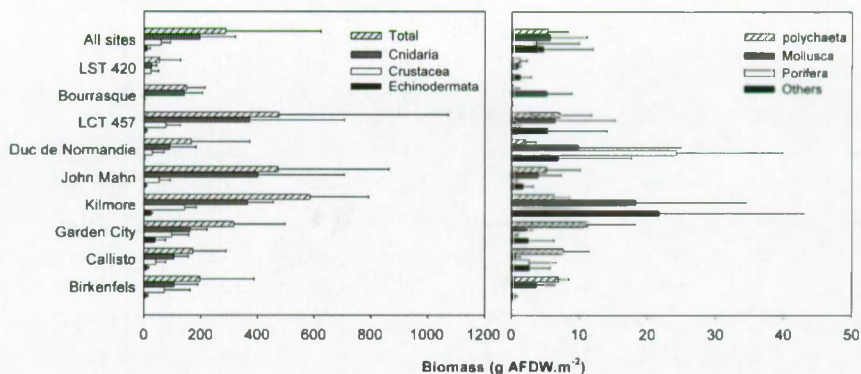 All sites
LST 420
Bourrasque
LCT 457
Duc de Normandie
John Mahn
Kilmore
Garden City
Callisto
Birkenfels
Total
Cnidaria
Crustacea
Echinodermata
0 200 400 600 800 1000 1200
polychaeta
Mollusca
Porifera
Others
0 10 20 30 40 50
Biomass (g AFDW.m-2)